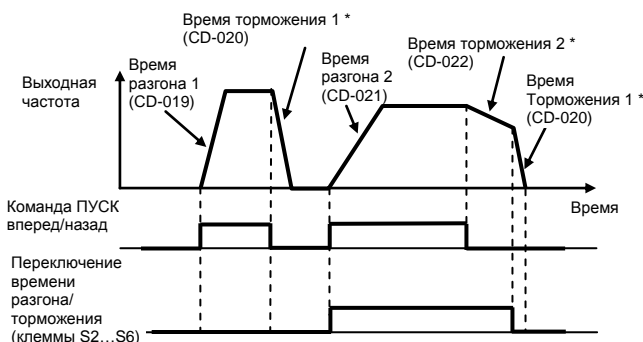 Время торможения 1 *
(CD-020)
Время
разгона 1
(CD-019)
Выходная
частота
Время
разгона 2
(CD-021)
Время торможения 2 *
(CD-022)
Время
Торможения 1 *
(CD-020)
Время
Команда ПУСК
вперед/назад
Переключение
времени
разгона/
торможения
(клеммы S2...S6)